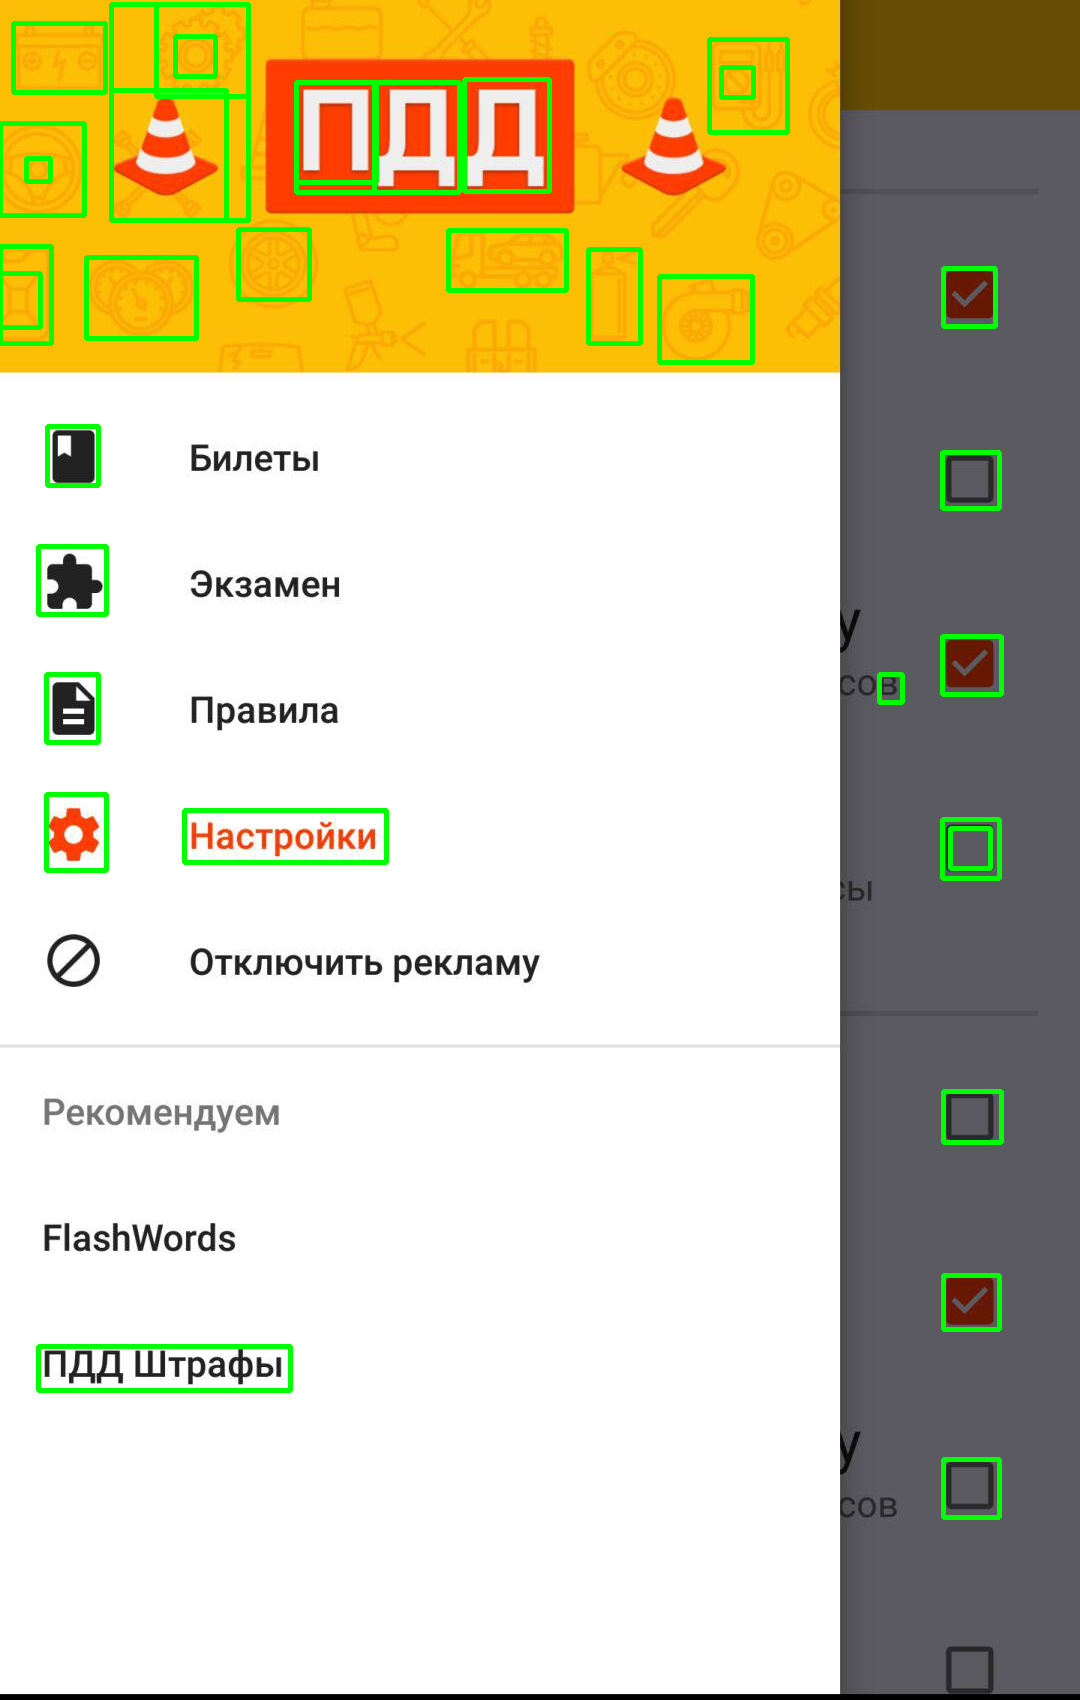 ПДД
Билеты
Экзамен
у
Правила
сов
Настройки
сы
Отключить рекламу
Рекомендуем
FlashWords
ПДД Штрафы
у
сов